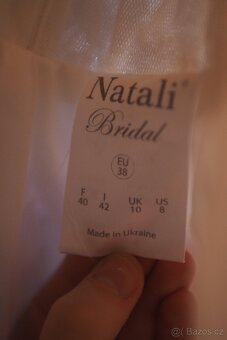 Natali®
Bridal
EU
38
F I UK US
40 42 10 8
Made in Ukraine
Bazos.cz